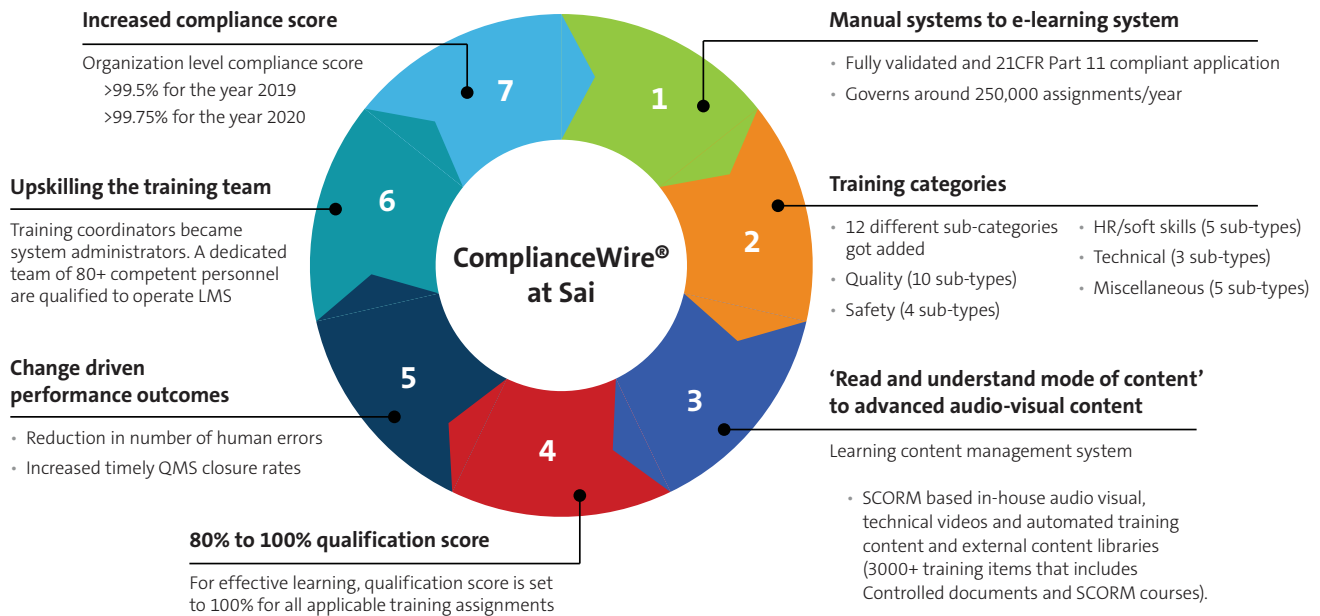 Increased compliance score
Organization level compliance score
>99.5% for the year 2019
>99.75% for the year 2020
7
Manual systems to e-learning system
• Fully validated and 21CFR Part 11 compliant application
• Governs around 250,000 assignments/year
1
Upskilling the training team
Training coordinators became
system administrators. A dedicated
team of 80+ competent personnel
are qualified to operate LMS
6
ComplianceWire®
at Sai
Training categories
• 12 different sub-categories
got added
• Quality (10 sub-types)
• Safety (4 sub-types)
• HR/soft skills (5 sub-types)
• Technical (3 sub-types)
• Miscellaneous (5 sub-types)
2
Change driven
performance outcomes
• Reduction in number of human errors
• Increased timely QMS closure rates
5
'Read and understand mode of content'
to advanced audio-visual content
Learning content management system
• SCORM based in-house audio visual,
technical videos and automated training
content and external content libraries
(3000+ training items that includes
Controlled documents and SCORM courses).
3
4
80% to 100% qualification score
For effective learning, qualification score is set
to 100% for all applicable training assignments